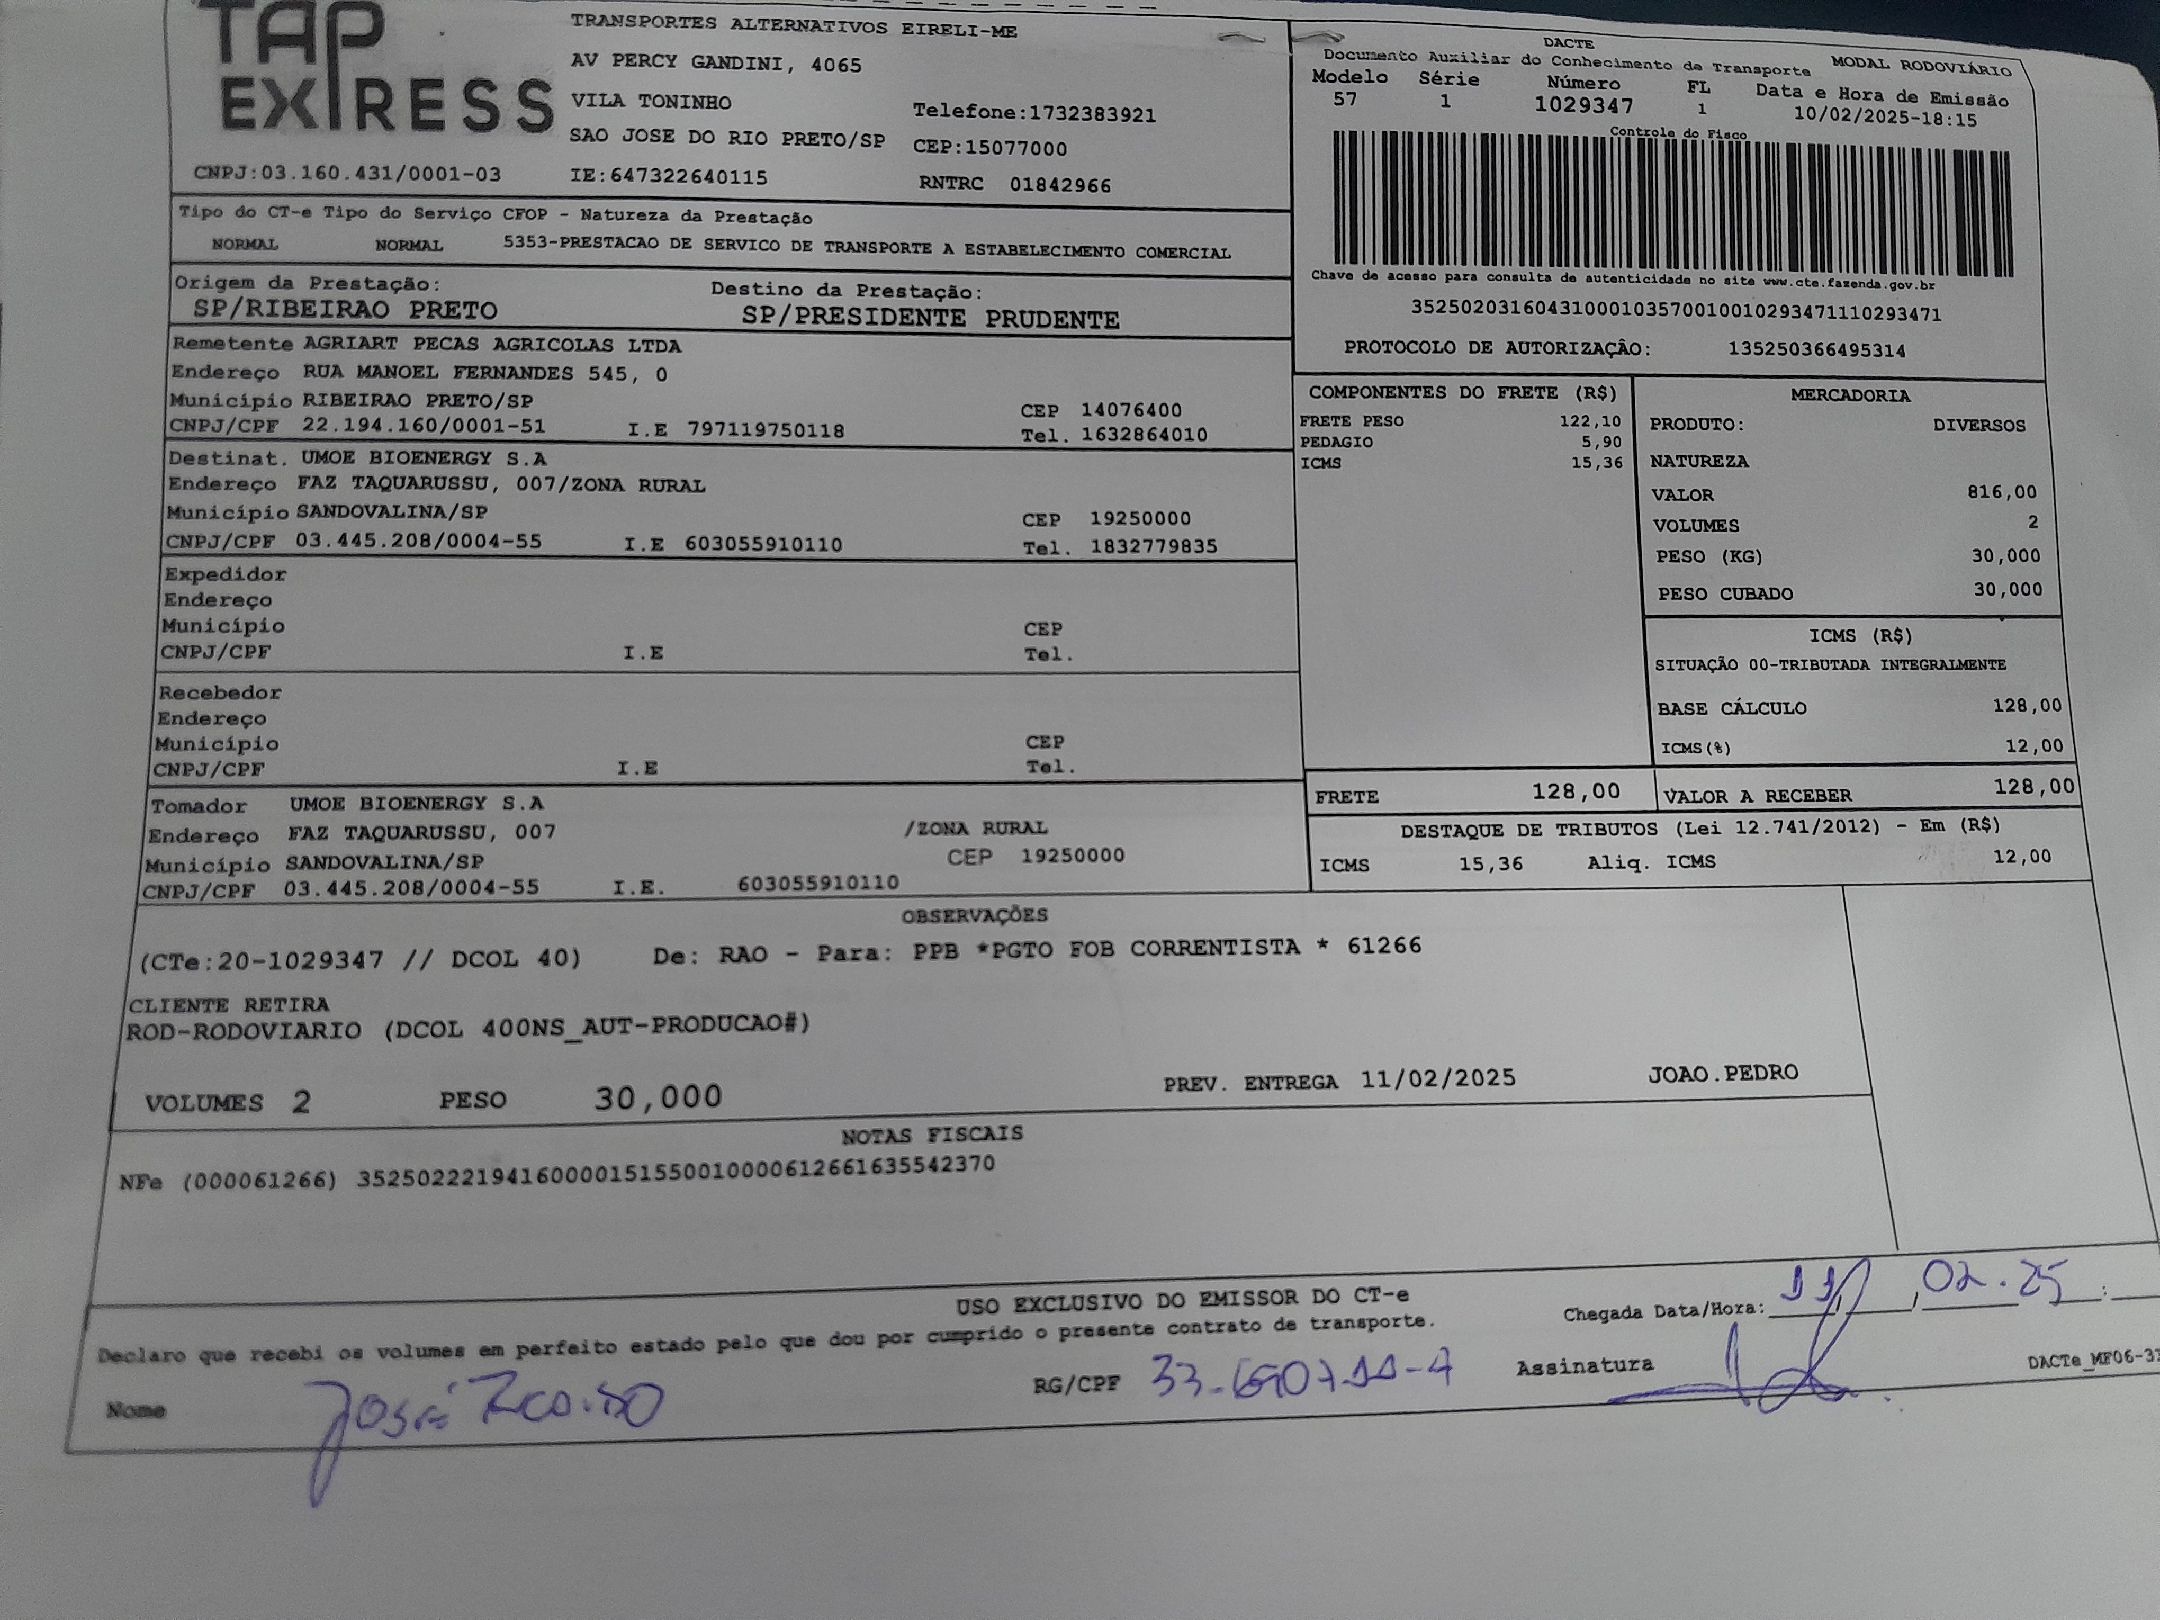 TAP EXPRESS
TRANSPORTES ALTERNATIVOS EIRELI-ME
AV PERCY GANDINI, 4065
VILA TONINHO Telefone:1732383921
SAO JOSE DO RIO PRETO/SP CEP:15077000
CNPJ:03.160.431/0001-03 IE:647322640115 RNTRC 01842966
DACTE
Documento Auxiliar do Conhecimento de Transporte MODAL RODOVIÁRIO
Modelo Série Número FL Data e Hora de Emissão
57 1 1029347 1 10/02/2025-18:15
Controle do Fisco
Chave de acesso para consulta de autenticidade no site www.cte.fazenda.gov.br
35250203160431000103570010010293471110293471
PROTOCOLO DE AUTORIZAÇÃO: 135250366495314
Tipo do CT-e Tipo do Serviço CFOP - Natureza da Prestação
NORMAL NORMAL 5353-PRESTACAO DE SERVICO DE TRANSPORTE A ESTABELECIMENTO COMERCIAL
Origem da Prestação: Destino da Prestação:
SP/RIBEIRAO PRETO SP/PRESIDENTE PRUDENTE
Remetente AGRIART PECAS AGRICOLAS LTDA
Endereço RUA MANOEL FERNANDES 545, 0
Município RIBEIRAO PRETO/SP CEP 14076400
CNPJ/CPF 22.194.160/0001-51 I.E 797119750118 Tel. 1632864010
Destinat. UMOE BIOENERGY S.A
Endereço FAZ TAQUARUSSU, 007/ZONA RURAL
Município SANDOVALINA/SP CEP 19250000
CNPJ/CPF 03.445.208/0004-55 I.E 603055910110 Tel. 1832779835
Expedidor
Endereço
Município CEP
CNPJ/CPF I.E Tel.
Recebedor
Endereço
Município CEP
CNPJ/CPF I.E Tel.
Tomador UMOE BIOENERGY S.A
Endereço FAZ TAQUARUSSU, 007 /ZONA RURAL
Município SANDOVALINA/SP CEP 19250000
CNPJ/CPF 03.445.208/0004-55 I.E. 603055910110
COMPONENTES DO FRETE (R$)
FRETE PESO 122,10
PEDAGIO 5,90
ICMS 15,36
MERCADORIA
PRODUTO: DIVERSOS
NATUREZA
VALOR 816,00
VOLUMES 2
PESO (KG) 30,000
PESO CUBADO 30,000
ICMS (R$)
SITUAÇÃO 00-TRIBUTADA INTEGRALMENTE
BASE CÁLCULO 128,00
ICMS(%) 12,00
FRETE 128,00 VALOR A RECEBER 128,00
DESTAQUE DE TRIBUTOS (Lei 12.741/2012) - Em (R$)
ICMS 15,36 Aliq. ICMS 12,00
OBSERVAÇÕES
(CTe:20-1029347 // DCOL 40) De: RAO - Para: PPB *PGTO FOB CORRENTISTA * 61266
CLIENTE RETIRA
ROD-RODOVIARIO (DCOL 400NS_AUT-PRODUCAO#)
VOLUMES 2 PESO 30,000 PREV. ENTREGA 11/02/2025 JOAO.PEDRO
NOTAS FISCAIS
NFe (000061266) 35250222194160000151550010000612661635542370
USO EXCLUSIVO DO EMISSOR DO CT-e
Chegada Data/Hora: 11, 02.25 :
Declaro que recebi os volumes em perfeito estado pelo que dou por cumprido o presente contrato de transporte.
Nome José RG/CPF Assinatura